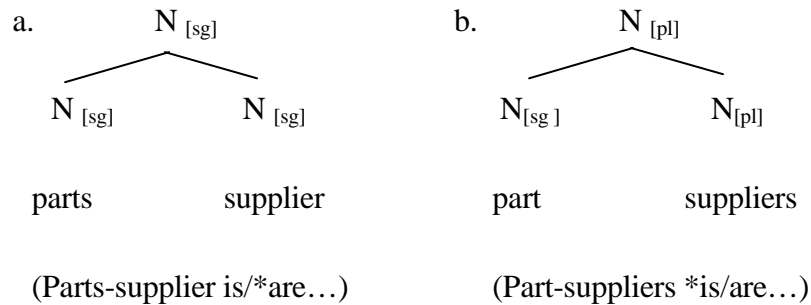 a. N [sg] b. N [pl]
N [sg] N [sg] N[sg ] N[pl]
parts supplier part suppliers
(Parts-supplier is/*are…) (Part-suppliers *is/are…)